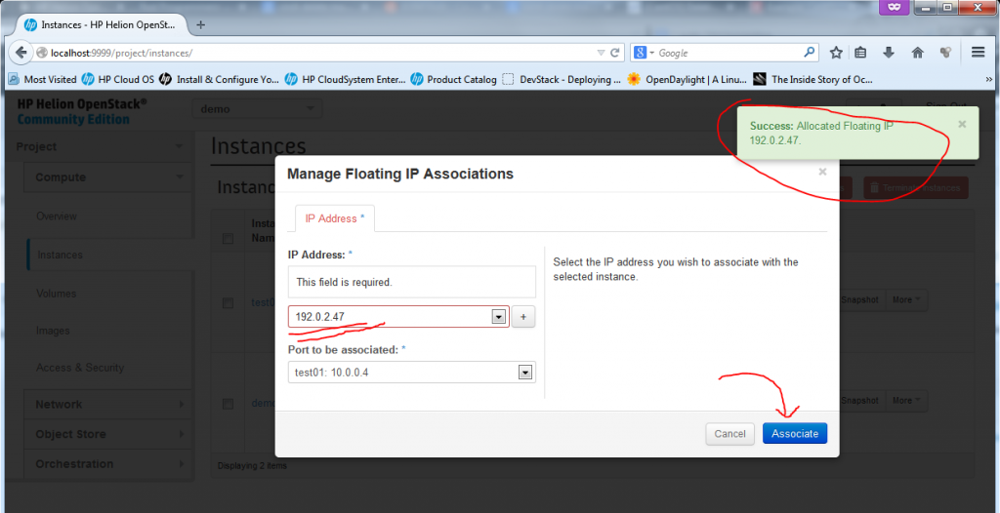 Instances - HP Helion OpenSt...
localhost:9999/project/instances/
Google
Most Visited
HP Cloud OS
Install & Configure Yo...
HP CloudSystem Enter...
Product Catalog
DevStack - Deploying ...
OpenDaylight | A Linu...
The Inside Story of Oc...
»
HP Helion OpenStack®
Community Edition
demo
Sign Out
Success: Allocated Floating IP
192.0.2.47.
×
Project
Compute
Overview
Instances
Volumes
Images
Access & Security
Network
Object Store
Orchestration
Instances
Instanc
Terminate Instances
Insta
Nam
test0
Snapshot
More
demo
Snapshot
More
Displaying 2 items
Manage Floating IP Associations
×
IP Address *
IP Address: *
This field is required.
192.0.2.47
+
Port to be associated: *
test01: 10.0.0.4
Select the IP address you wish to associate with the
selected instance.
Cancel
Associate